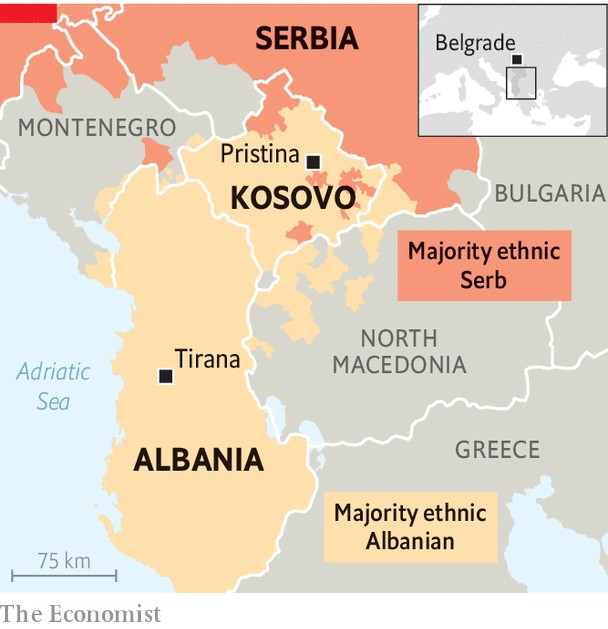 SERBIA
Belgrade
MONTENEGRO
Pristina
KOSOVO
BULGARIA
Majority ethnic
Serb
NORTH
MACEDONIA
Tirana
Adriatic
Sea
ALBANIA
GREECE
Majority ethnic
Albanian
75 km
The Economist